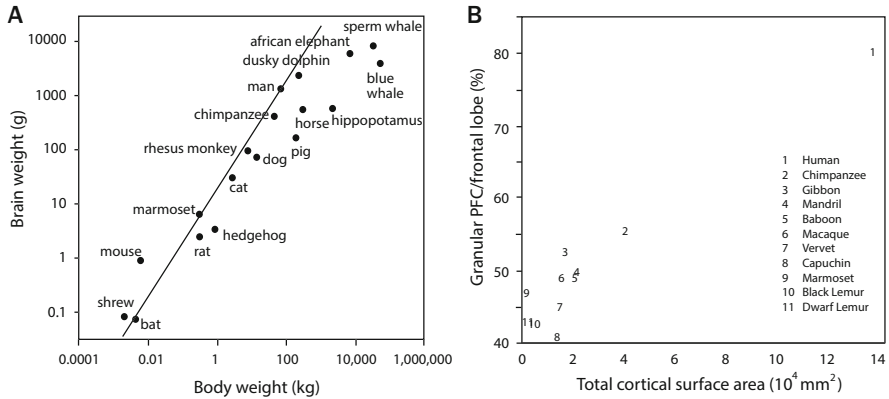 A
Brain weight (g)
10000
1000
100
10
1
0.1
sperm whale
african elephant
dusky dolphin
blue
whale
man
chimpanzee
horse
hippopotamus
rhesus monkey
dog
pig
cat
marmoset
hedgehog
rat
mouse
shrew
bat
0.0001 0.01 1 100 10,000 1,000,000
Body weight (kg)
B
Granular PFC/frontal lobe (%)
80
70
60
50
40
1
2
3
4
5
6
7
8
9
10
11
1 Human
2 Chimpanzee
3 Gibbon
4 Mandril
5 Baboon
6 Macaque
7 Vervet
8 Capuchin
9 Marmoset
10 Black Lemur
11 Dwarf Lemur
0 2 4 6 8 10 12 14
Total cortical surface area (10⁴ mm²)